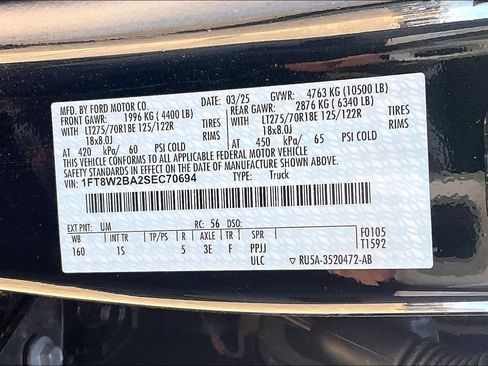 MFD. BY FORD MOTOR CO. 03/25 GVWR: 4763 KG (10500 LB)
FRONT GAWR: 1996 KG (4400 LB) REAR GAWR: 2876 KG (6340 LB)
WITH LT275/70R18E 125/122R TIRES WITH LT275/70R18E 125/122R TIRES
18x8.0J RIMS 18x8.0J RIMS
AT 420 kPa/ 60 PSI COLD AT 450 kPa/ 65 PSI COLD
THIS VEHICLE CONFORMS TO ALL APPLICABLE FEDERAL MOTOR VEHICLE
SAFETY STANDARDS IN EFFECT ON THE DATE OF MANUFACTURE SHOWN ABOVE.
VIN: 1FT8W2BA2SEC70694 TYPE: Truck
EXT PNT: UM RC: 56 DSO: F0105
WB INT TR TP/PS R AXLE TR SPR T1592
160 1S 5 3E F PPJJ
ULC ▽ RU5A-3520472-AB